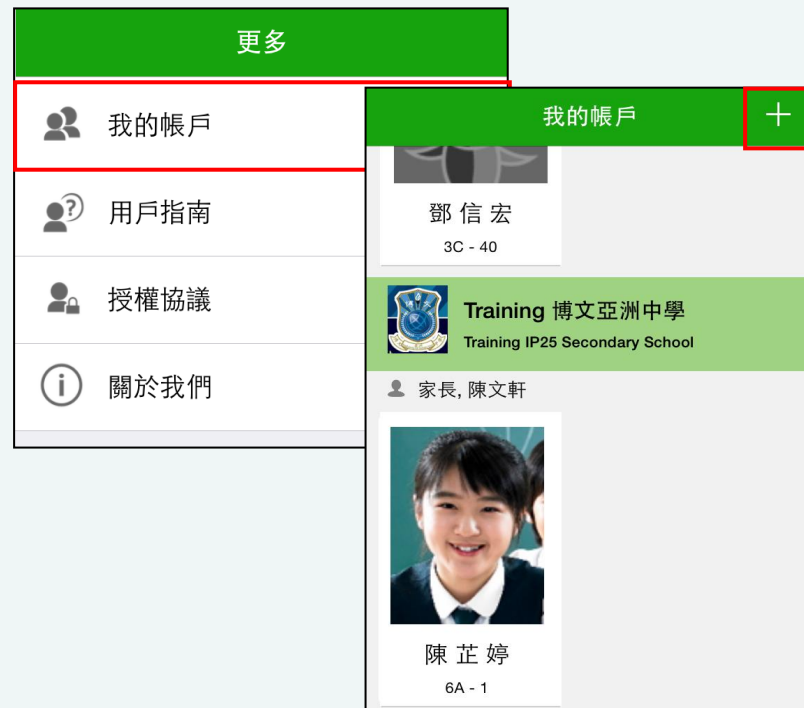 更多
我的帳戶
用戶指南
授權協議
關於我們
我的帳戶
鄧信宏
3C - 40
Training 博文亞洲中學
Training IP25 Secondary School
家長, 陳文軒
陳芷婷
6A - 1